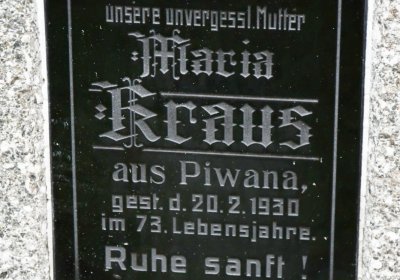 unsere unvergessl. Mutter
Maria
Kraus
aus Piwana,
gest. d. 20. 2. 1930
im 73. Lebensjahre.
Ruhe sanft !